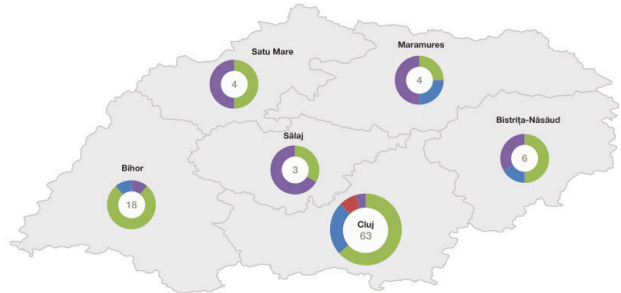 Satu Mare
4
Maramures
4
Bistrița-Năsăud
6
Sălaj
3
Bihor
18
Cluj
63